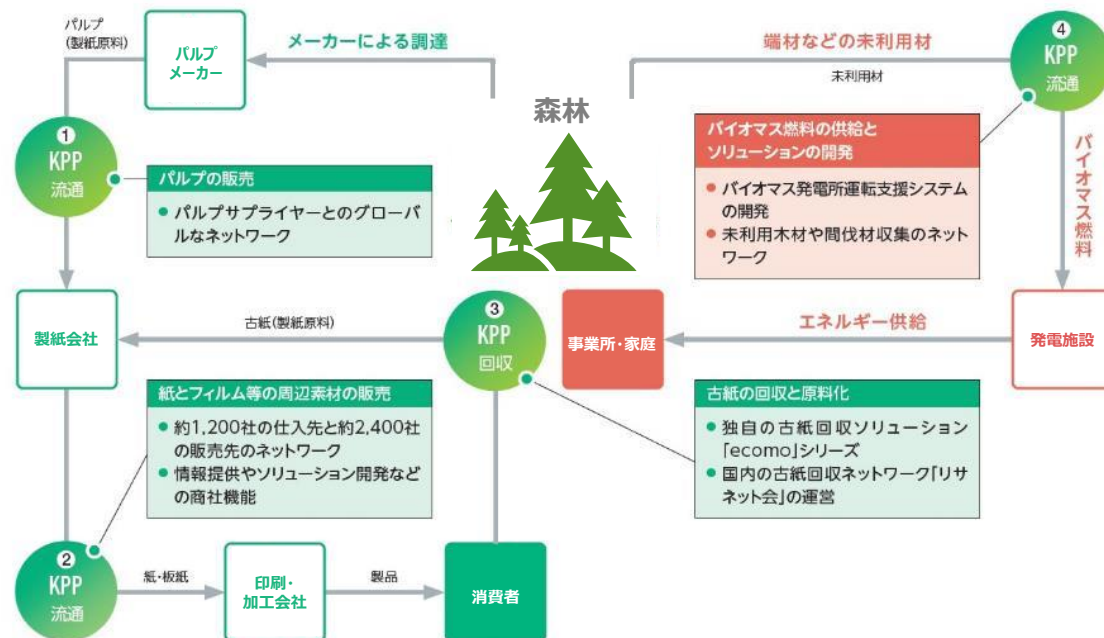 パルプ
(製紙原料)
パルプ
メーカー
メーカーによる調達
端材などの未利用材
未利用材
4
KPP
流通
森林
1
KPP
流通
パルプの販売
● パルプサプライヤーとのグローバ
ルなネットワーク
バイオマス燃料の供給と
ソリューションの開発
● バイオマス発電所運転支援システム
の開発
● 未利用木材や間伐材収集のネット
ワーク
バイオマス燃料
製紙会社
古紙(製紙原料)
3
KPP
回収
事業所・家庭
エネルギー供給
発電施設
紙とフィルム等の周辺素材の販売
● 約1,200社の仕入先と約2,400社
の販売先のネットワーク
● 情報提供やソリューション開発など
の商社機能
古紙の回収と原料化
● 独自の古紙回収ソリューション
「ecomo」シリーズ
● 国内の古紙回収ネットワーク「リサ
ネット会」の運営
2
KPP
流通
紙・板紙
印刷・
加工会社
製品
消費者